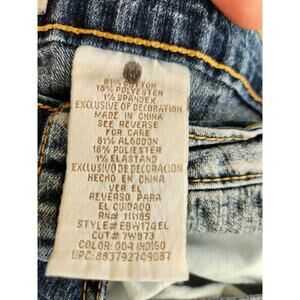 81% COTTON
18% POLYESTER
1% SPANDEX
EXCLUSIVE OF DECORATION
MADE IN CHINA
SEE REVERSE
FOR CARE
81% ALGODON
18% POLIESTER
1% ELASTANO
EXCLUSIVO DE DECORACION
HECHO EN CHINA
VER EL
REVERSO PARA
EL CUIDADO
RN# 111185
STYLE# EBW174EL
CUT# 7W873
COLOR: 004 INDIGO
UPC: 883792769087